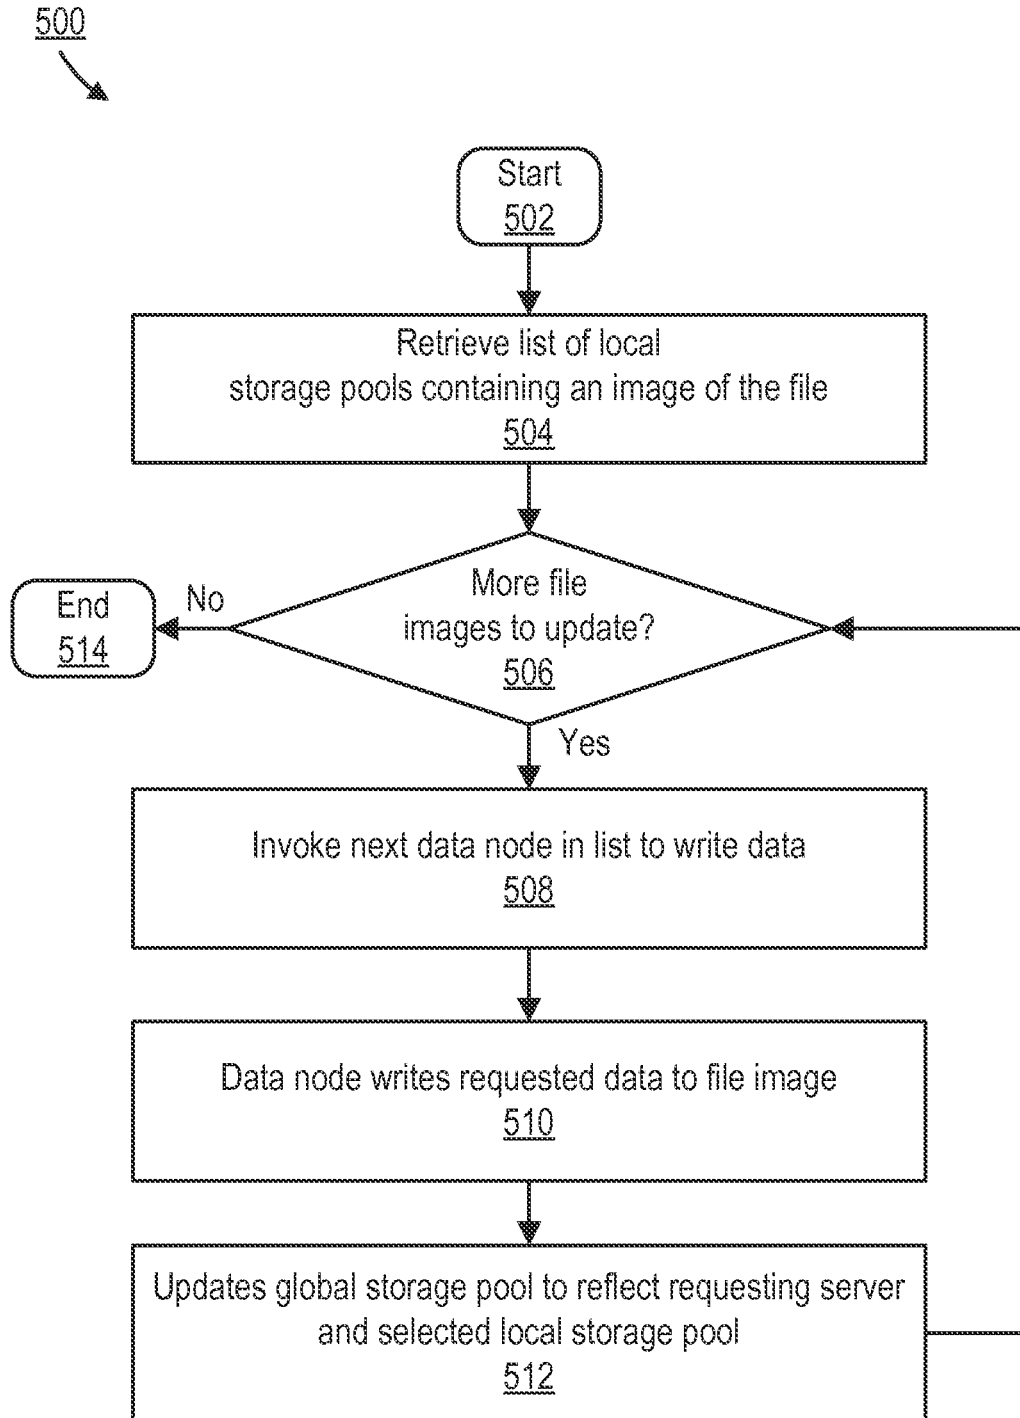 500
Start
502
Retrieve list of local
storage pools containing an image of the file
504
More file
images to update?
506
No
End
514
Yes
Invoke next data node in list to write data
508
Data node writes requested data to file image
510
Updates global storage pool to reflect requesting server
and selected local storage pool
512